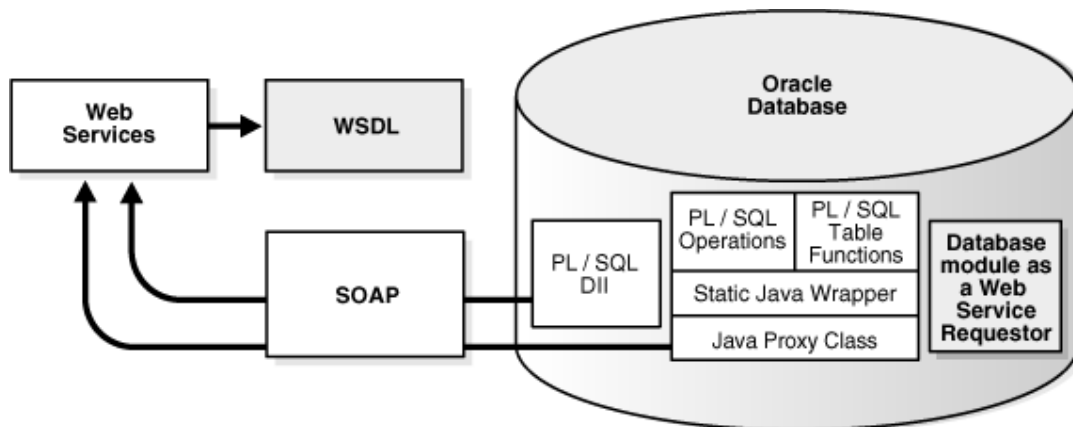 Oracle
Database
Web
Services
WSDL
PL / SQL
Operations
PL / SQL
Table
Functions
PL / SQL
DII
Database
module as
a Web
Service
Requestor
SOAP
Static Java Wrapper
Java Proxy Class